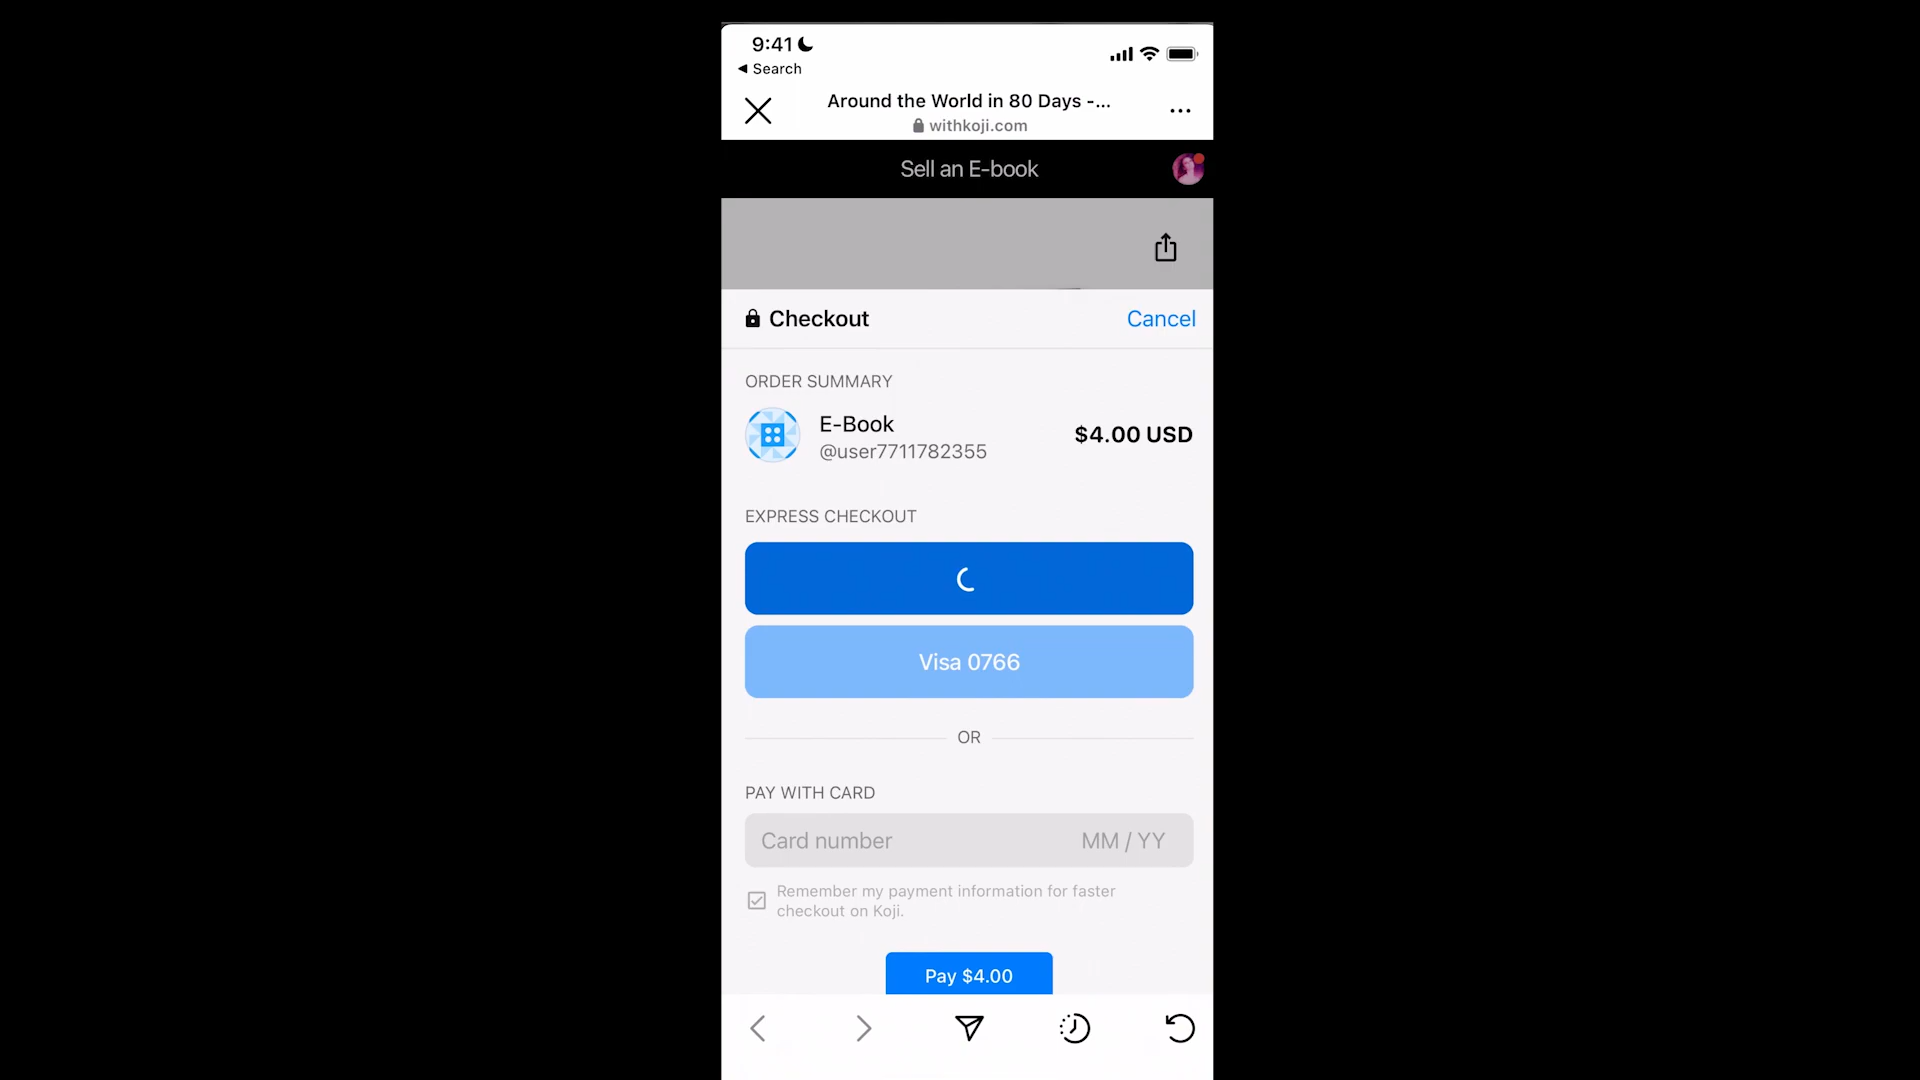 9:41
Search
Around the World in 80 Days -...
withkoji.com
Sell an E-book
Checkout
Cancel
ORDER SUMMARY
E-Book
$4.00 USD
@user7711782355
EXPRESS CHECKOUT
Visa 0766
OR
PAY WITH CARD
Card number MM / YY
Remember my payment information for faster
checkout on Koji.
Pay $4.00